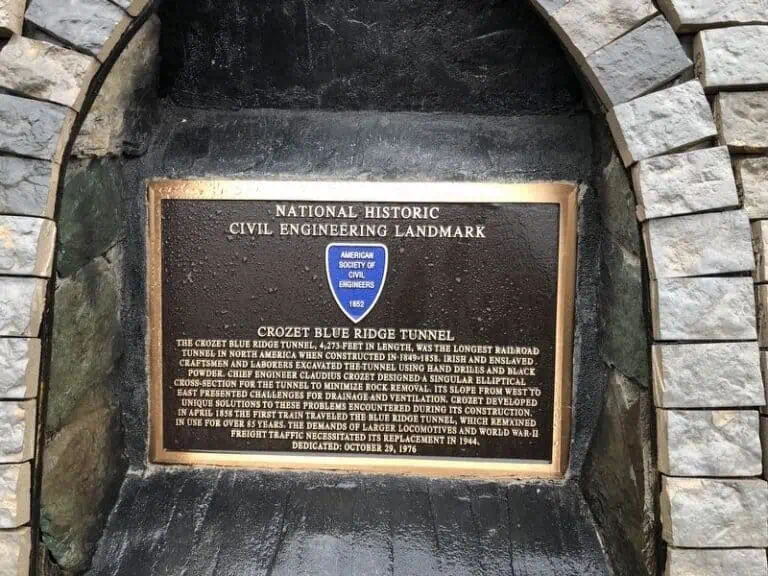 NATIONAL HISTORIC
CIVIL ENGINEERING LANDMARK
AMERICAN
SOCIETY OF
CIVIL
ENGINEERS
1852
CROZET BLUE RIDGE TUNNEL
THE CROZET BLUE RIDGE TUNNEL, 4,273-FEET IN LENGTH, WAS THE LONGEST RAILROAD
TUNNEL IN NORTH AMERICA WHEN CONSTRUCTED IN 1849-1858. IRISH AND ENSLAVED
CRAFTSMEN AND LABORERS EXCAVATED THE TUNNEL USING HAND DRILLS AND BLACK
POWDER. CHIEF ENGINEER CLAUDIUS CROZET DESIGNED A SINGULAR ELLIPTICAL
CROSS-SECTION FOR THE TUNNEL TO MINIMIZE ROCK REMOVAL. ITS SLOPE FROM WEST TO
EAST PRESENTED CHALLENGES FOR DRAINAGE AND VENTILATION. CROZET DEVELOPED
UNIQUE SOLUTIONS TO THESE PROBLEMS ENCOUNTERED DURING ITS CONSTRUCTION.
IN APRIL 1858 THE FIRST TRAIN TRAVELED THE BLUE RIDGE TUNNEL, WHICH REMAINED
IN USE FOR OVER 85 YEARS. THE DEMANDS OF LARGER LOCOMOTIVES AND WORLD WAR-II
FREIGHT TRAFFIC NECESSITATED ITS REPLACEMENT IN 1944.
DEDICATED: OCTOBER 29, 1976